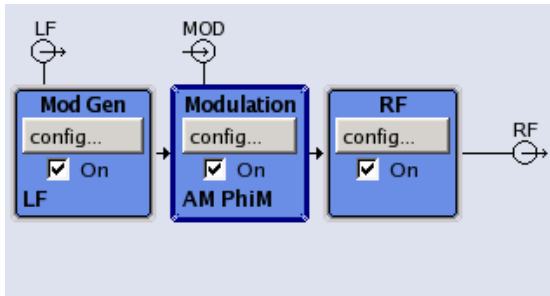 LF
MOD
Mod Gen
Modulation
RF
config...
config...
config...
RF
On
On
On
LF
AM PhiM